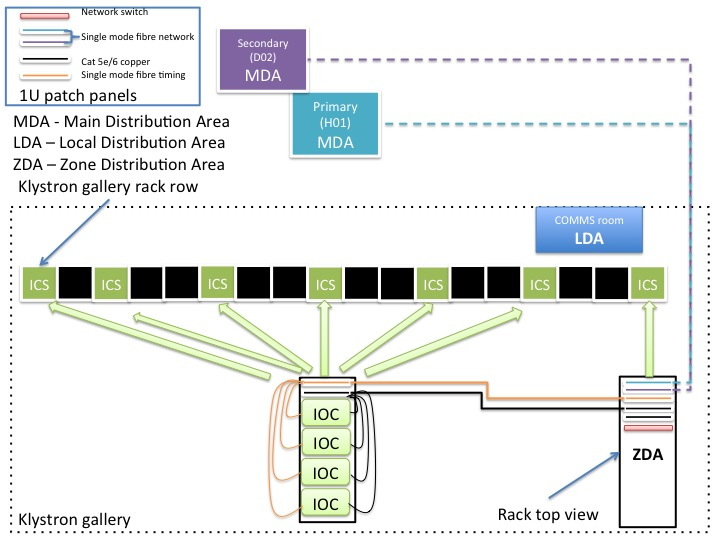 Network switch
Single mode fibre network
Cat 5e/6 copper
Single mode fibre timing
1U patch panels
MDA - Main Distribution Area
LDA – Local Distribution Area
ZDA – Zone Distribution Area
Klystron gallery rack row
Secondary
(D02)
MDA
Primary
(H01)
MDA
COMMS room
LDA
ICS ICS ICS ICS ICS ICS ICS
IOC
IOC
IOC
IOC
ZDA
Rack top view
Klystron gallery